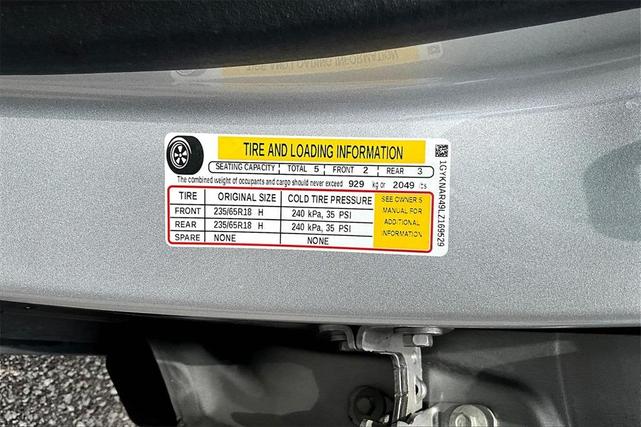 TIRE AND LOADING INFORMATION
SEATING CAPACITY TOTAL 5 FRONT 2 REAR 3
The combined weight of occupants and cargo should never exceed 929 kg or 2049 lbs
TIRE ORIGINAL SIZE COLD TIRE PRESSURE
FRONT 235/65R18 H 240 kPa, 35 PSI
REAR 235/65R18 H 240 kPa, 35 PSI
SPARE NONE NONE
SEE OWNER'S
MANUAL FOR
ADDITIONAL
INFORMATION
1GYKNAR49LZ169529